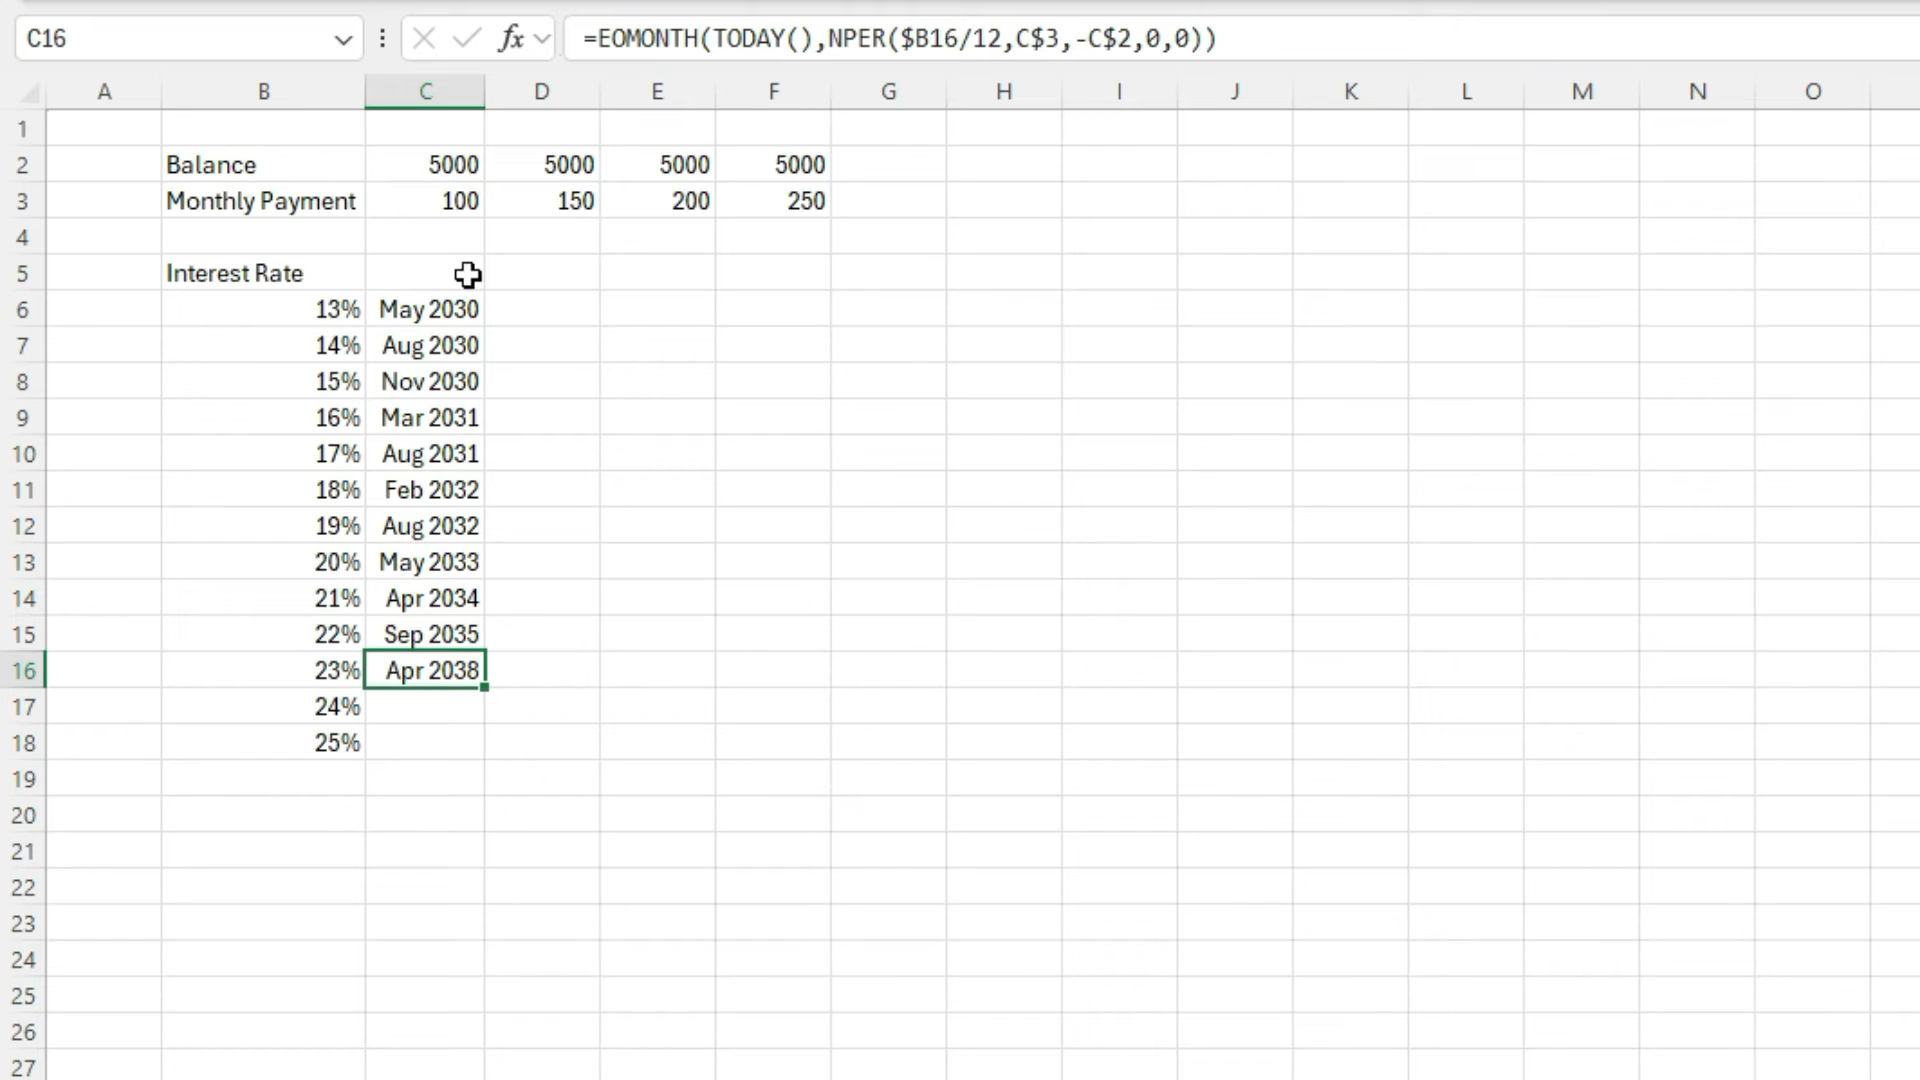 C16 fx =EOMONTH(TODAY(),NPER($B16/12,C$3,-C$2,0,0))
A B C D E F G H I J K L M N O
1
2 Balance 5000 5000 5000 5000
3 Monthly Payment 100 150 200 250
4
5 Interest Rate
6 13% May 2030
7 14% Aug 2030
8 15% Nov 2030
9 16% Mar 2031
10 17% Aug 2031
11 18% Feb 2032
12 19% Aug 2032
13 20% May 2033
14 21% Apr 2034
15 22% Sep 2035
16 23% Apr 2038
17 24%
18 25%
19
20
21
22
23
24
25
26
27